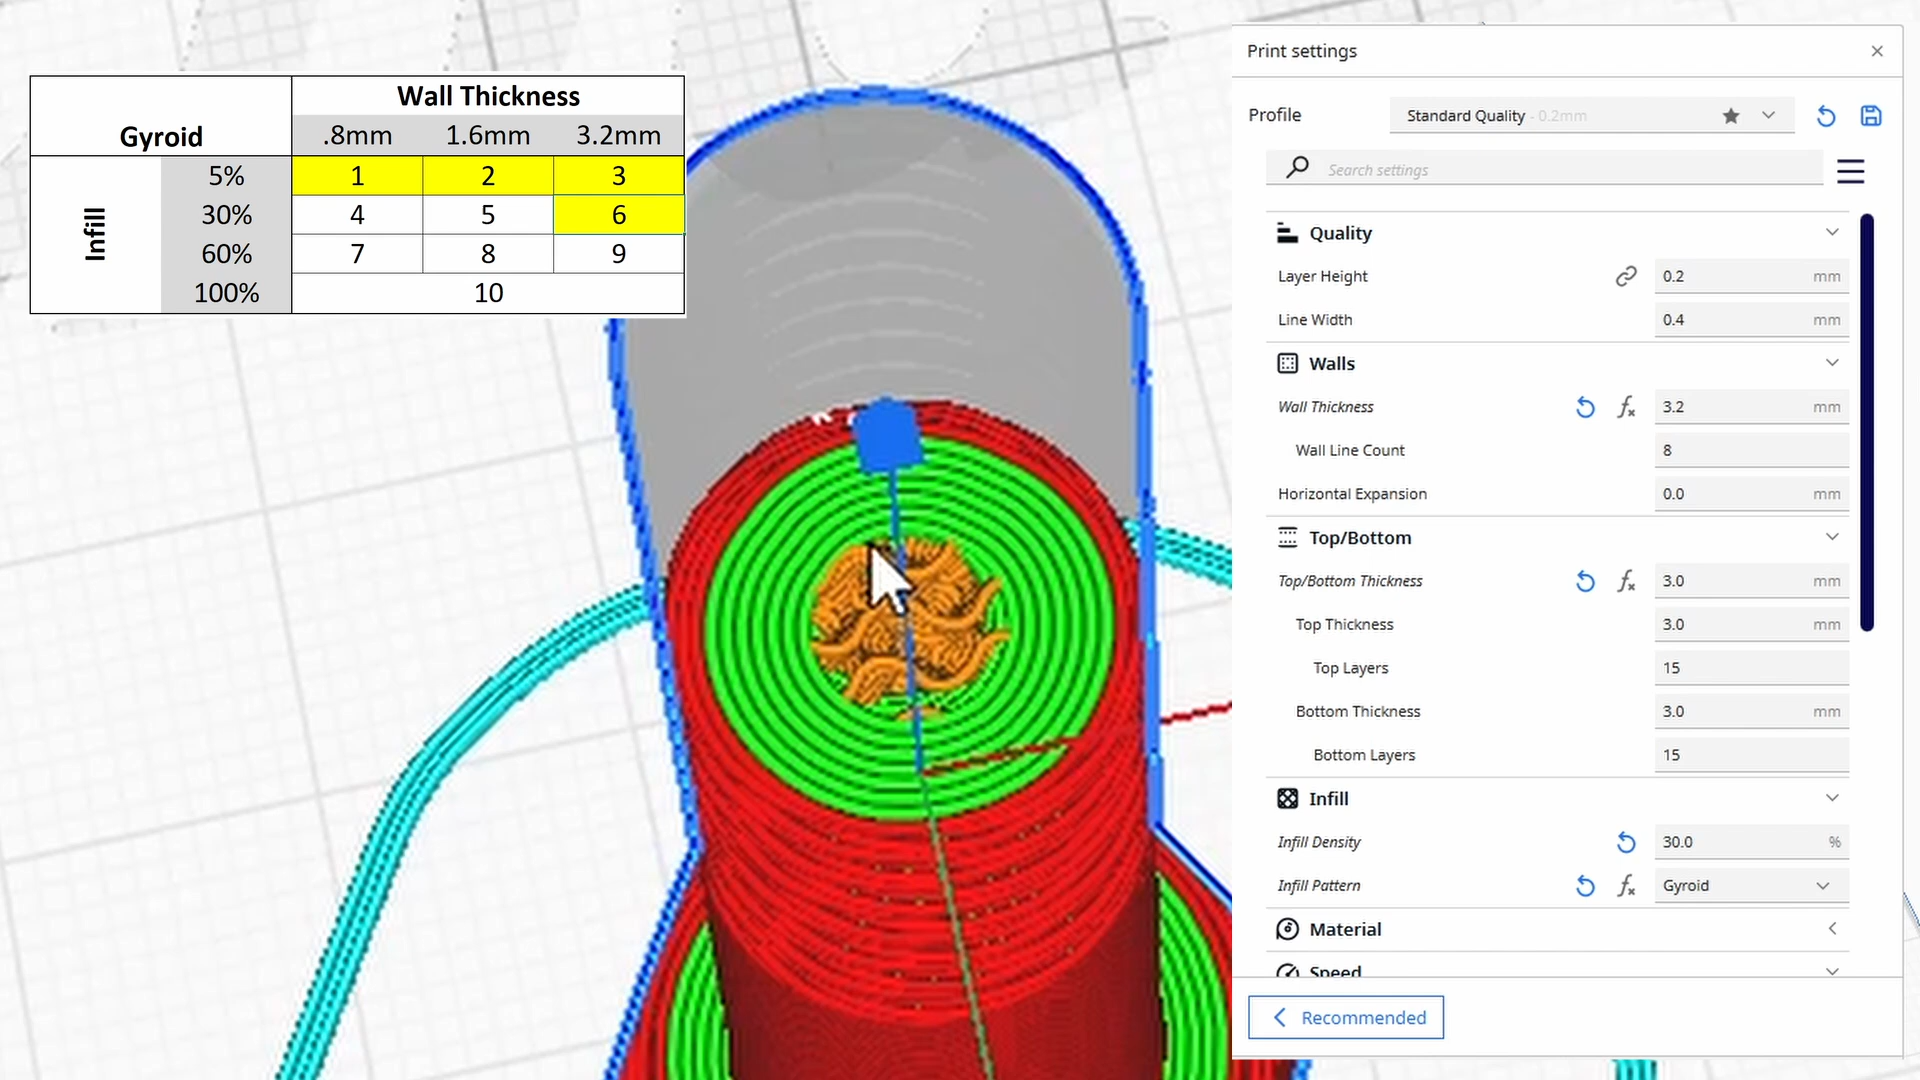 Gyroid
Wall Thickness
.8mm 1.6mm 3.2mm
Infill
5% 1 2 3
30% 4 5 6
60% 7 8 9
100% 10
Print settings
Profile Standard Quality - 0.2mm
Search settings
Quality
Layer Height 0.2 mm
Line Width 0.4 mm
Walls
Wall Thickness 3.2 mm
Wall Line Count 8
Horizontal Expansion 0.0 mm
Top/Bottom
Top/Bottom Thickness 3.0 mm
Top Thickness 3.0 mm
Top Layers 15
Bottom Thickness 3.0 mm
Bottom Layers 15
Infill
Infill Density 30.0 %
Infill Pattern Gyroid
Material
Speed
Recommended